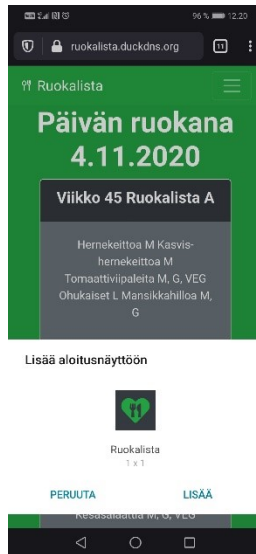 96 % 12.20
ruokalista.duckdns.org 11
Ruokalista
Päivän ruokana
4.11.2020
Viikko 45 Ruokalista A
Hernekeittoa M Kasvis-
hernekeittoa M
Tomaattiviipaleita M, G, VEG
Ohukaiset L Mansikkahilloa M,
G
Lisää aloitusnäyttöön
Ruokalista
1 x 1
PERUUTA LISÄÄ
Kesäsalaattia M, G, VEG